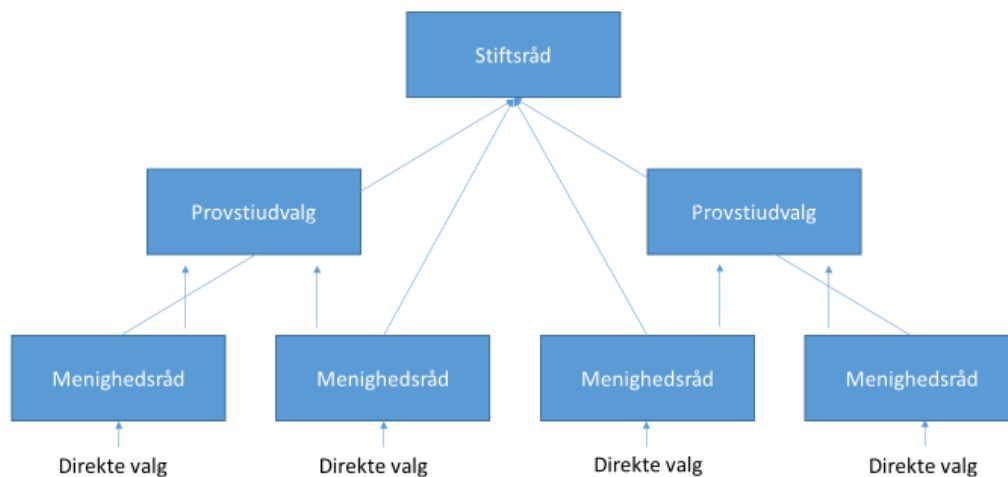 Stiftsråd
Provstiudvalg
Provstiudvalg
Menighedsråd
Menighedsråd
Menighedsråd
Menighedsråd
Direkte valg
Direkte valg
Direkte valg
Direkte valg